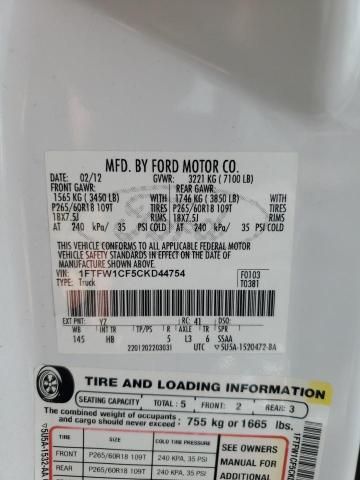 MFD. BY FORD MOTOR CO.
DATE: 02/12 GVWR: 3221 KG ( 7100 LB)
FRONT GAWR: REAR GAWR:
1565 KG ( 3450 LB) 1746 KG ( 3850 LB)
P265/60R18 109T TIRES P265/60R18 109T TIRES
18X7.5J RIMS 18X7.5J RIMS
AT 240 kPa/ 35 PSI COLD AT 240 kPa/ 35 PSI COLD
THIS VEHICLE CONFORMS TO ALL APPLICABLE FEDERAL MOTOR
VEHICLE SAFETY STANDARDS IN EFFECT ON THE DATE OF
MANUFACTURE SHOWN ABOVE.
VIN: 1FTFW1CF5CKD44754 F0103
TYPE: Truck T0381
EXT PNT: YZ RC: 41 DSO:
WB INT TR TP/PS R AXLE TR SPR
145 HB 5 L3 6 SSAA
22012022030031 UTC 5U5A-1520472-BA
TIRE AND LOADING INFORMATION
SEATING CAPACITY TOTAL : 5 FRONT : 2 REAR: 3
The combined weight of occupants and cargo should never exceed : 755 kg or 1665 lbs.
TIRE SIZE COLD TIRE PRESSURE
FRONT P265/60R18 109T 240 KPA, 35 PSI
REAR P265/60R18 109T 240 KPA, 35 PSI
SEE OWNERS
MANUAL FOR
ADDITIONAL
5U5A-1532-AA
1FTFW1CF5CK